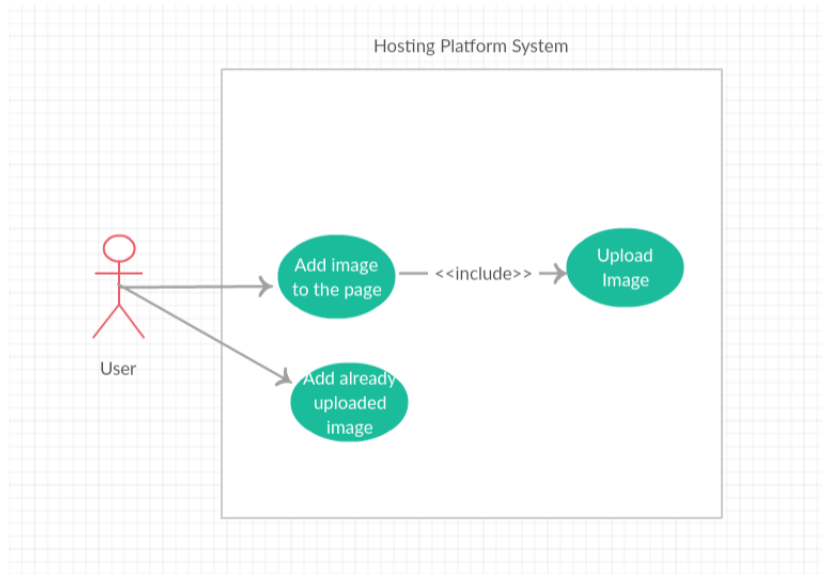 Hosting Platform System
Add image
to the page
<<include>>
Upload
Image
User
Add already
uploaded
image